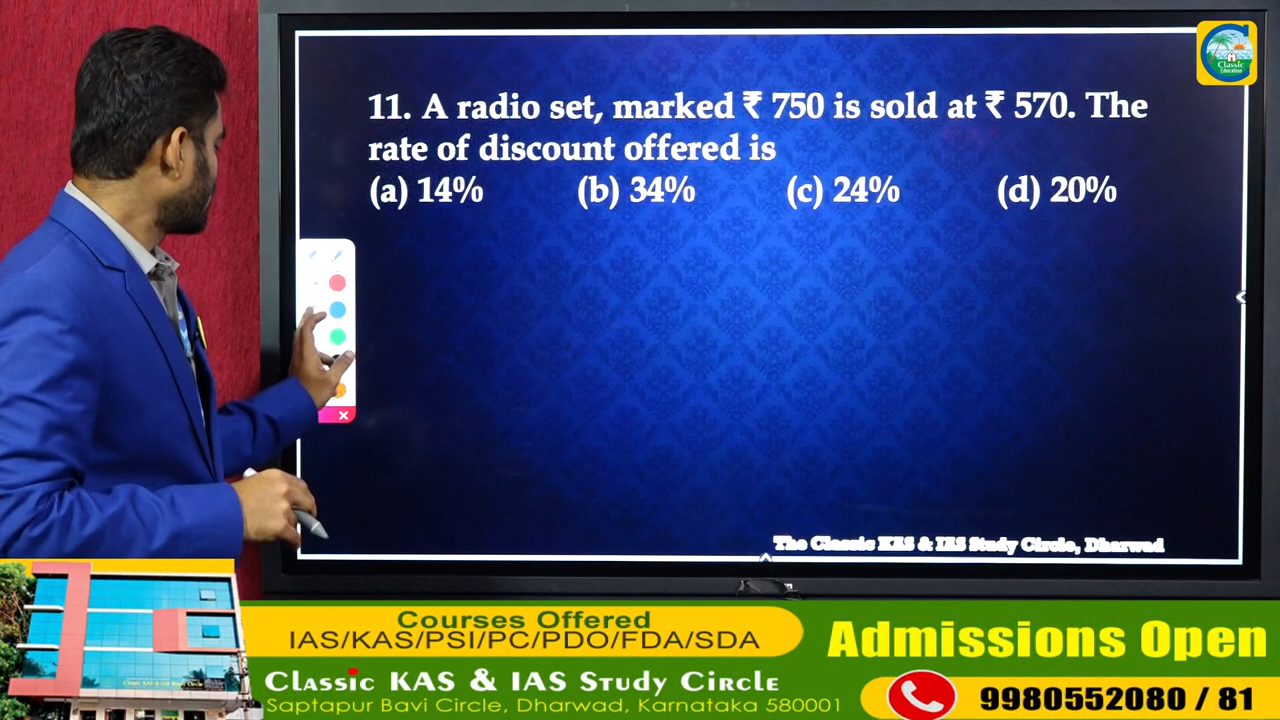 Classic
Education
11. A radio set, marked ₹ 750 is sold at ₹ 570. The
rate of discount offered is
(a) 14% (b) 34% (c) 24% (d) 20%
The Classic KAS & IAS Study Circle, Dharwad
Courses Offered
IAS/KAS/PSI/PC/PDO/FDA/SDA
Classic KAS & IAS Study Circle
Saptapur Bavi Circle, Dharwad, Karnataka 580001
Admissions Open
9980552080 / 81